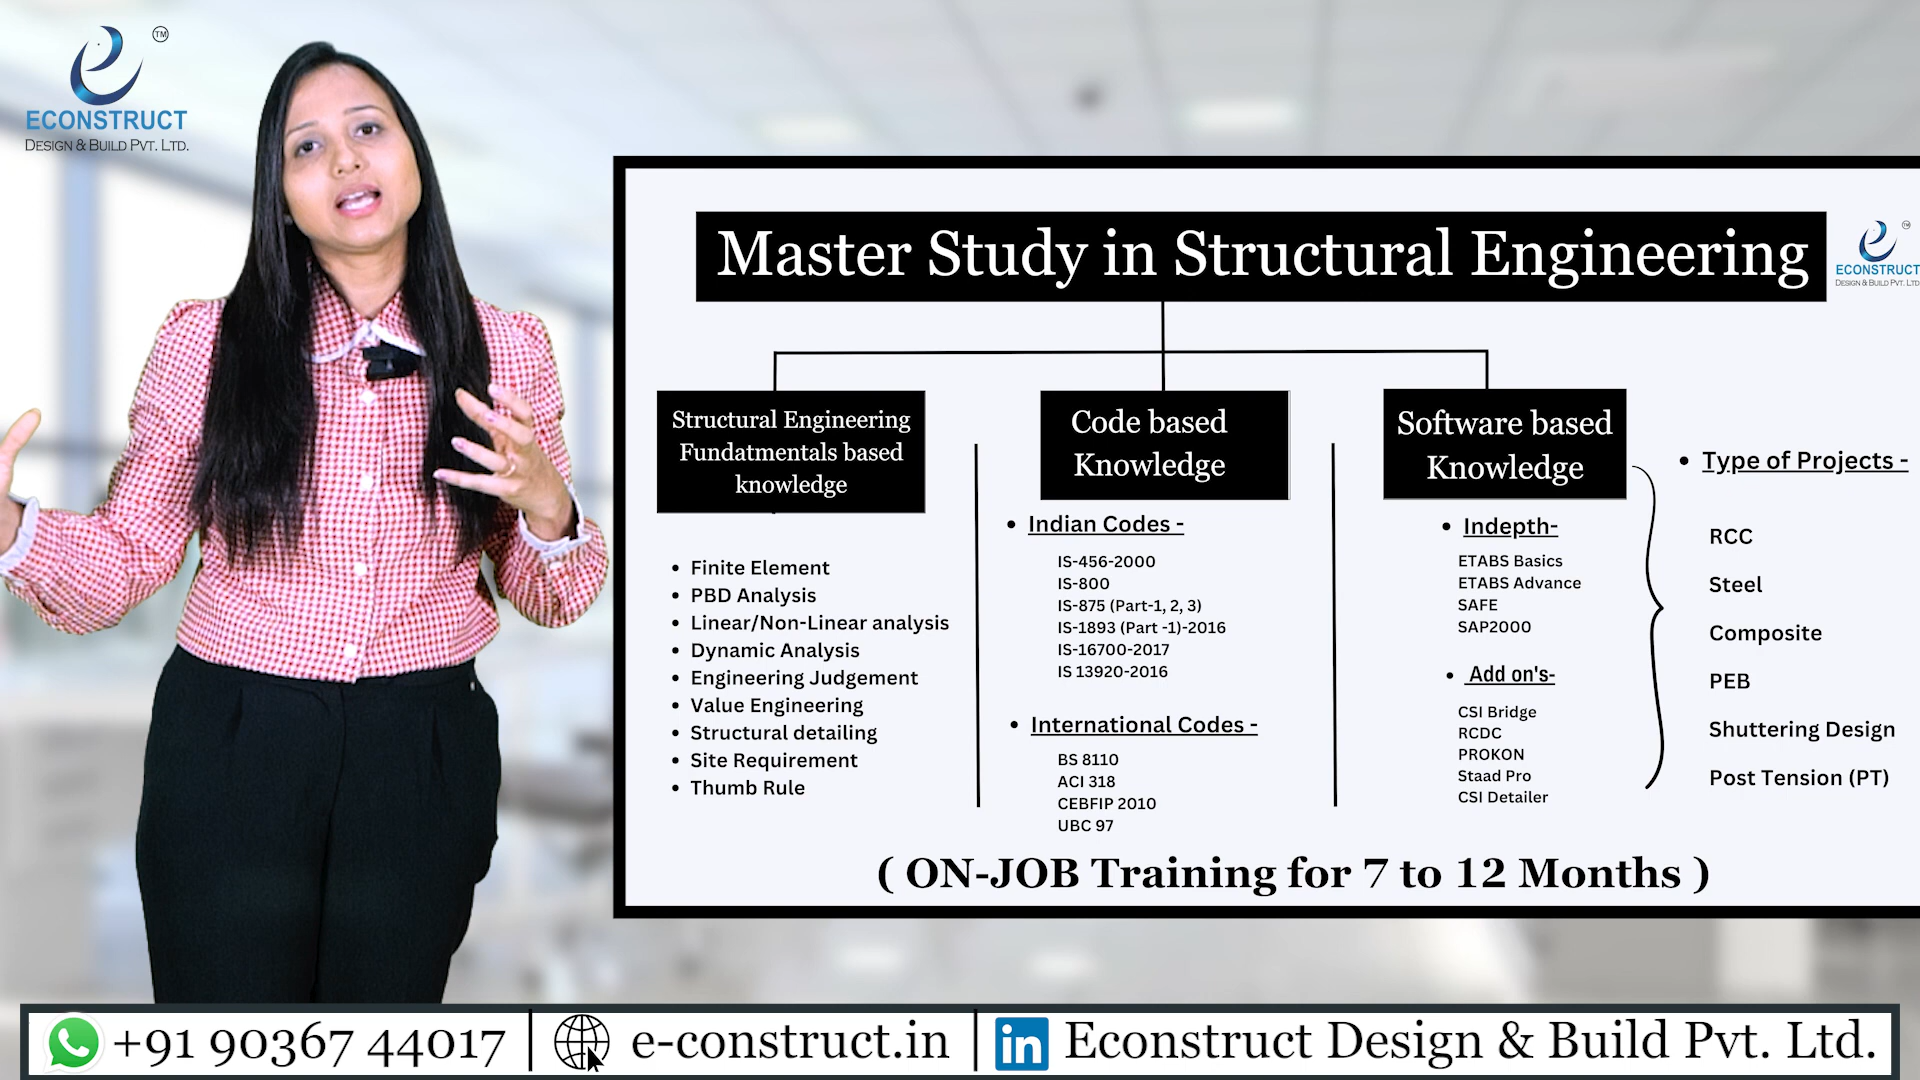 TM
ECONSTRUCT
DESIGN & BUILD PVT. LTD.
Master Study in Structural Engineering
TM
ECONSTRUCT
DESIGN & BUILD PVT. LTD
Structural Engineering
Fundatmentals based
knowledge
Finite Element
PBD Analysis
Linear/Non-Linear analysis
Dynamic Analysis
Engineering Judgement
Value Engineering
Structural detailing
Site Requirement
Thumb Rule
Code based
Knowledge
Indian Codes -
IS-456-2000
IS-800
IS-875 (Part-1, 2, 3)
IS-1893 (Part -1)-2016
IS-16700-2017
IS 13920-2016
International Codes -
BS 8110
ACI 318
CEBFIP 2010
UBC 97
Software based
Knowledge
Indepth-
ETABS Basics
ETABS Advance
SAFE
SAP2000
Add on's-
CSI Bridge
RCDC
PROKON
Staad Pro
CSI Detailer
Type of Projects -
RCC
Steel
Composite
PEB
Shuttering Design
Post Tension (PT)
( ON-JOB Training for 7 to 12 Months )
+91 90367 44017 | e-construct.in | in Econstruct Design & Build Pvt. Ltd.